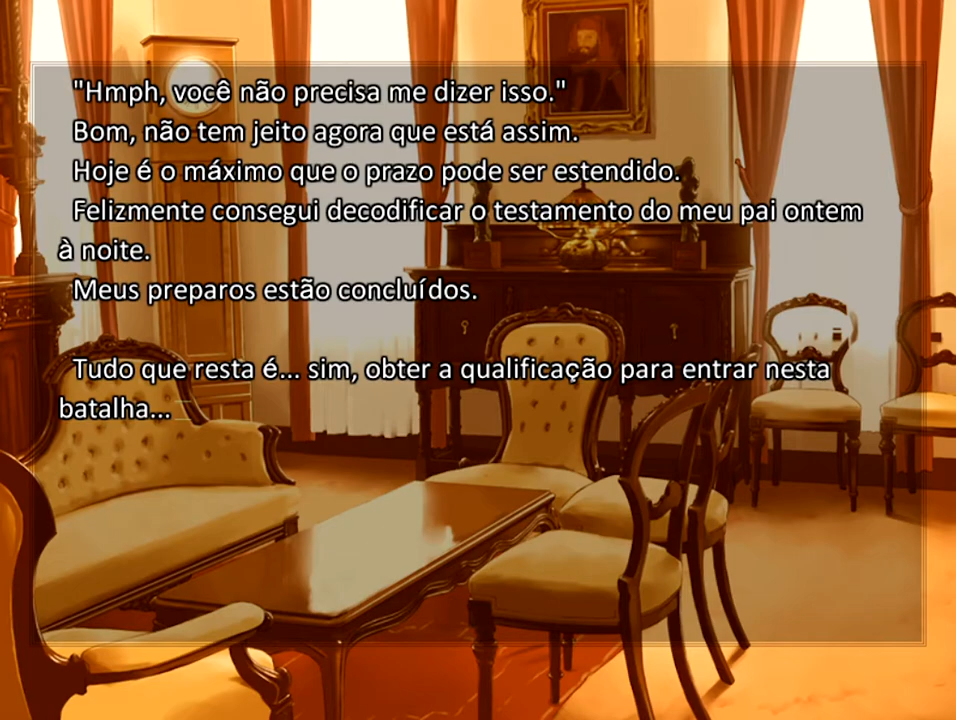 "Hmph, você não precisa me dizer isso."
Bom, não tem jeito agora que está assim.
Hoje é o máximo que o prazo pode ser estendido.
Felizmente consegui decodificar o testamento do meu pai ontem
à noite.
Meus preparos estão concluídos.
Tudo que resta é... sim, obter a qualificação para entrar nesta
batalha...